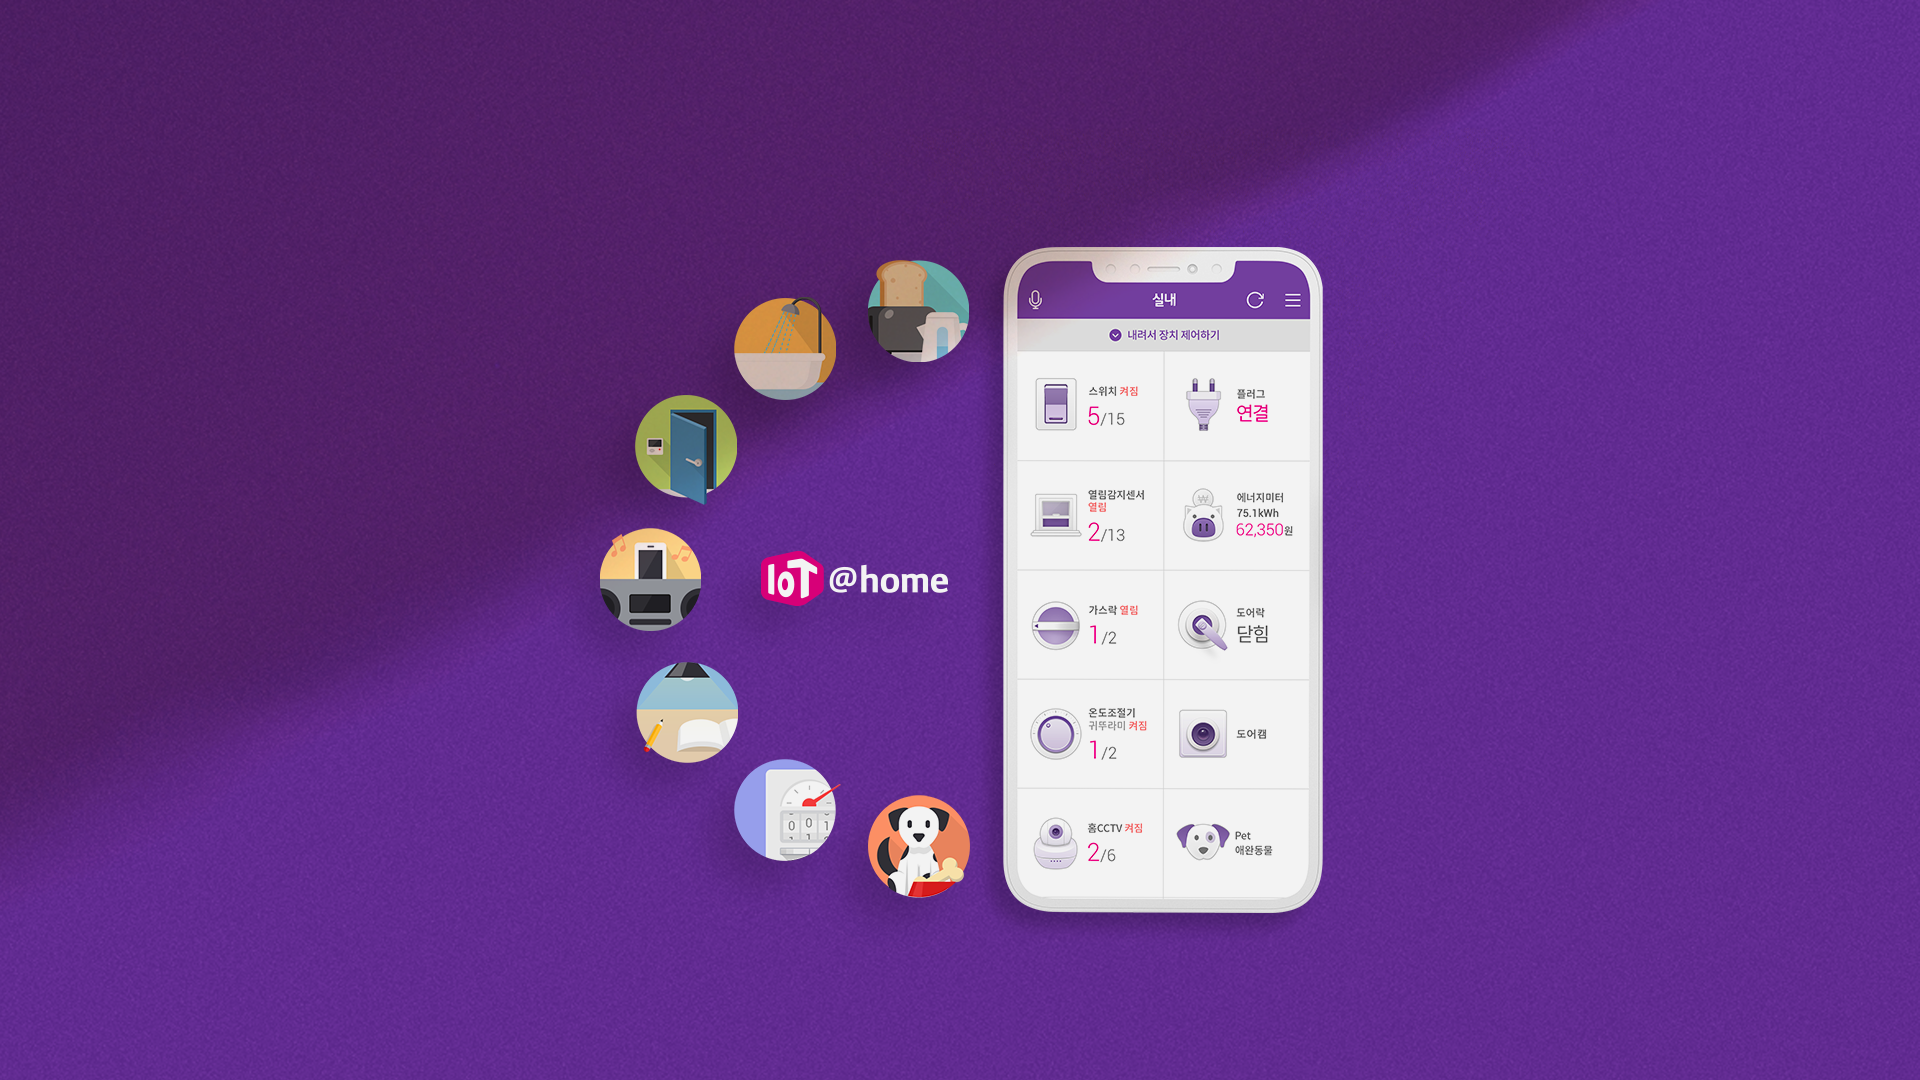 IoT @home
실내
내려서 장치 제어하기
스위치 켜짐
5/15
플러그
연결
열림감지센서
열림
2/13
₩
에너지미터
75.1kWh
62,350원
가스락 열림
1/2
도어락
닫힘
온도조절기
귀뚜라미 켜짐
1/2
도어캠
홈CCTV 켜짐
2/6
Pet
애완동물
0 0 1